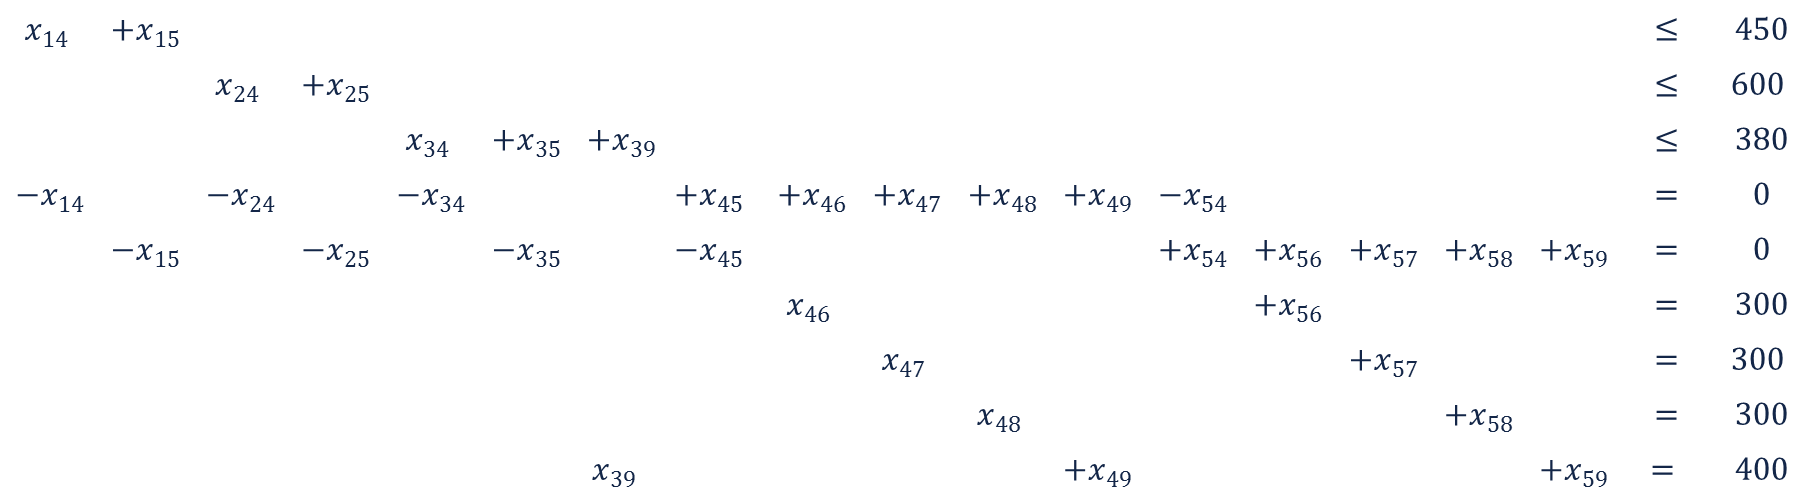 x₁₄ +x₁₅ ≤ 450
x₂₄ +x₂₅ ≤ 600
x₃₄ +x₃₅ +x₃₉ ≤ 380
−x₁₄ −x₂₄ −x₃₄ +x₄₅ +x₄₆ +x₄₇ +x₄₈ +x₄₉ −x₅₄ = 0
−x₁₅ −x₂₅ −x₃₅ −x₄₅ +x₅₄ +x₅₆ +x₅₇ +x₅₈ +x₅₉ = 0
x₄₆ +x₅₆ = 300
x₄₇ +x₅₇ = 300
x₄₈ +x₅₈ = 300
x₃₉ +x₄₉ +x₅₉ = 400